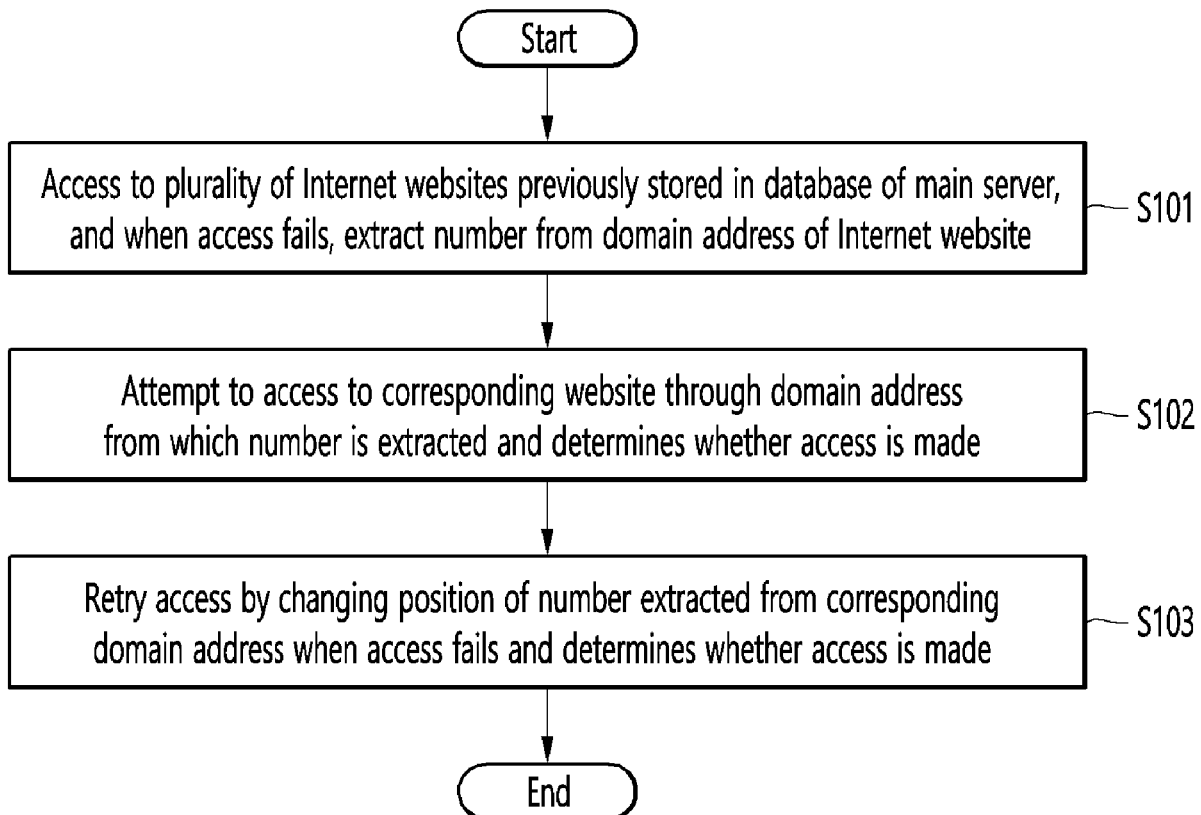 Start
Access to plurality of Internet websites previously stored in database of main server,
and when access fails, extract number from domain address of Internet website
S101
Attempt to access to corresponding website through domain address
from which number is extracted and determines whether access is made
S102
Retry access by changing position of number extracted from corresponding
domain address when access fails and determines whether access is made
S103
End